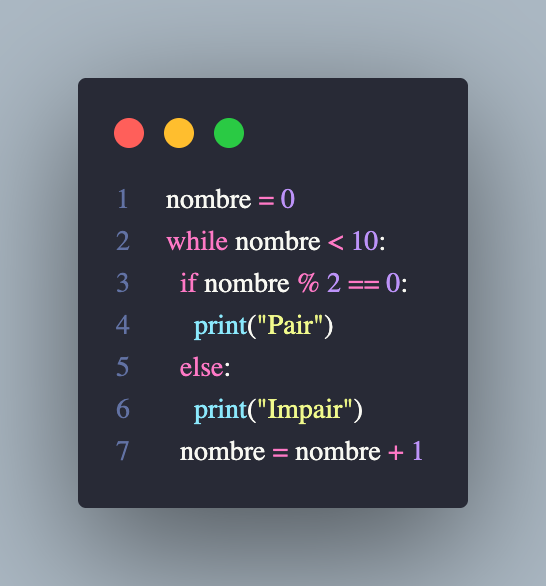 1 nombre = 0
2 while nombre < 10:
3   if nombre % 2 == 0:
4     print("Pair")
5   else:
6     print("Impair")
7   nombre = nombre + 1